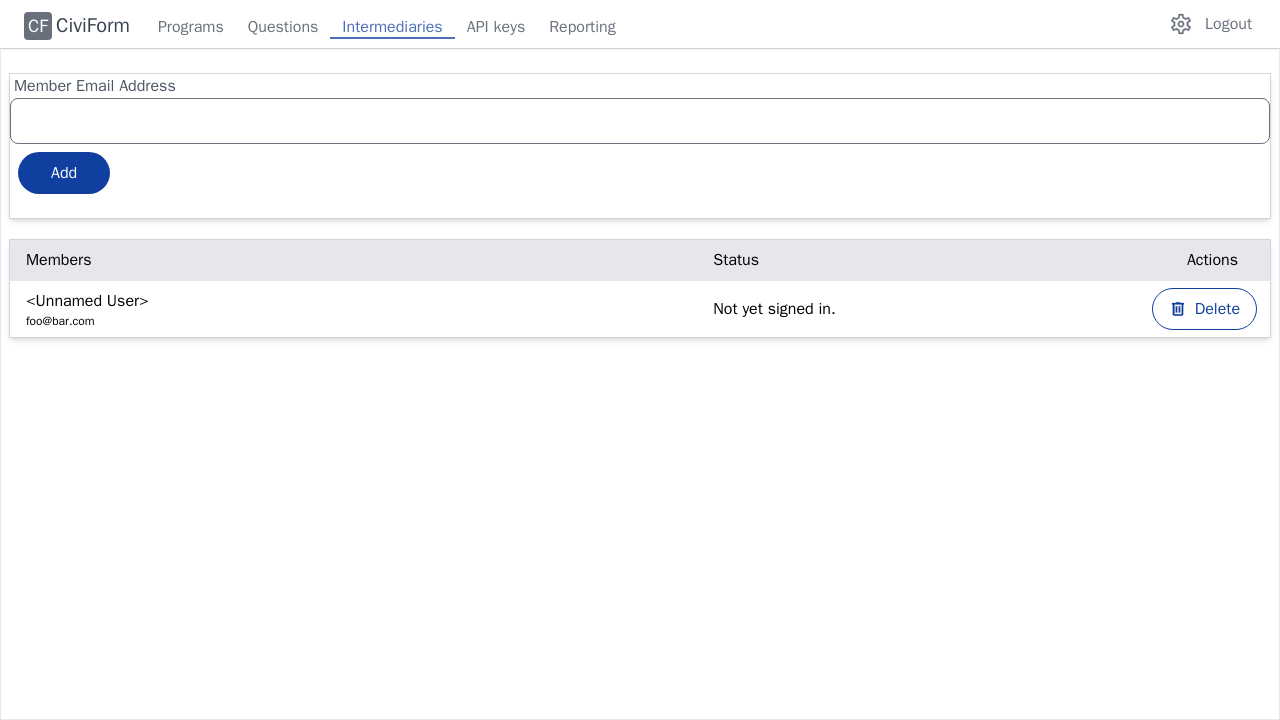 CF CiviForm Programs Questions Intermediaries API keys Reporting Logout
Member Email Address
Add
Members Status Actions
<Unnamed User>
foo@bar.com
Not yet signed in.
Delete